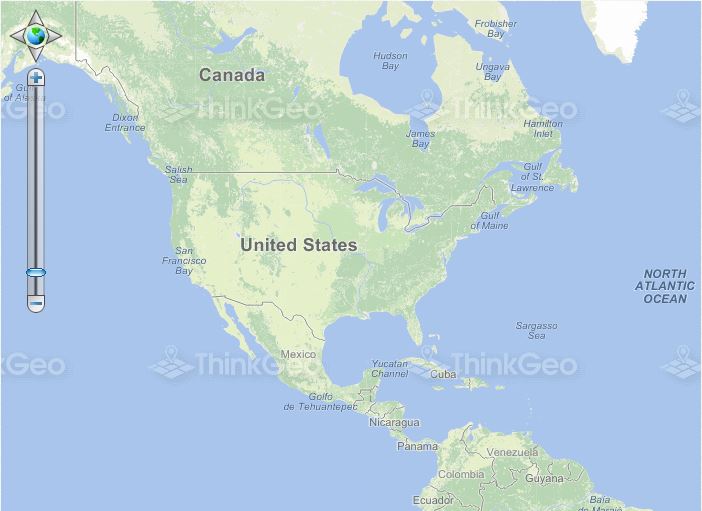 Frobisher
Bay
Hudson
Bay
Ungava
Bay
Canada
Gulf
of Alaska
ThinkGeo
ThinkGeo
ThinkGeo
Dixon
Entrance
James
Bay
Hamilton
Inlet
Salish
Sea
Gulf
of St.
Lawrence
Gulf
of Maine
United States
San
Francisco
Bay
NORTH
ATLANTIC
OCEAN
Sargasso
Sea
Mexico
ThinkGeo
ThinkGeo
ThinkGeo
Yucatan
Channel
Cuba
Golfo
de Tehuantepec
Nicaragua
Panama
Venezuela
Colombia
Guyana
Ecuador
Baia
de Marajó